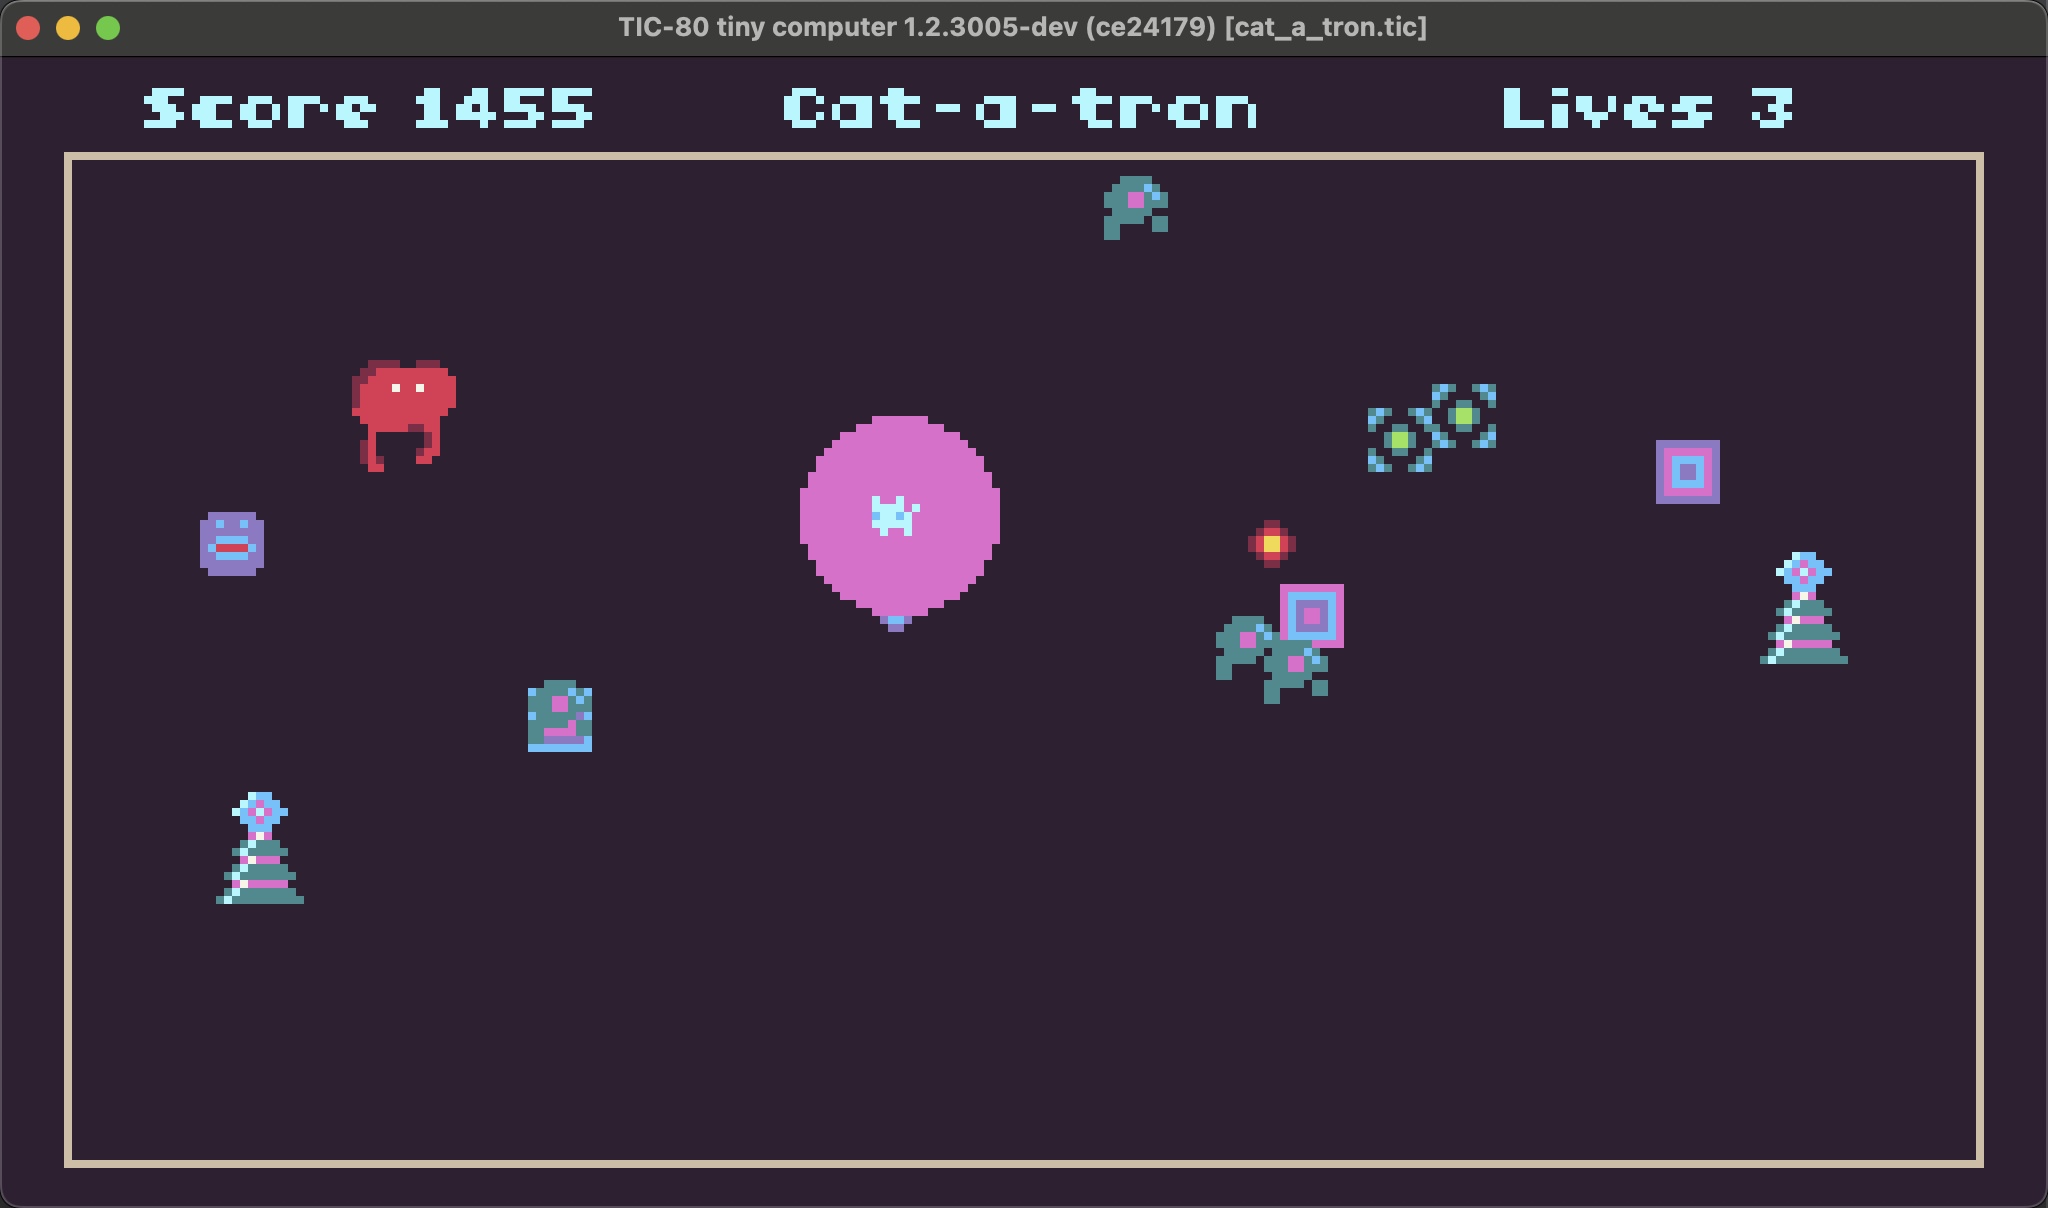 TIC-80 tiny computer 1.2.3005-dev (ce24179) [cat_a_tron.tic]
Score 1455 Cat-a-tron Lives 3